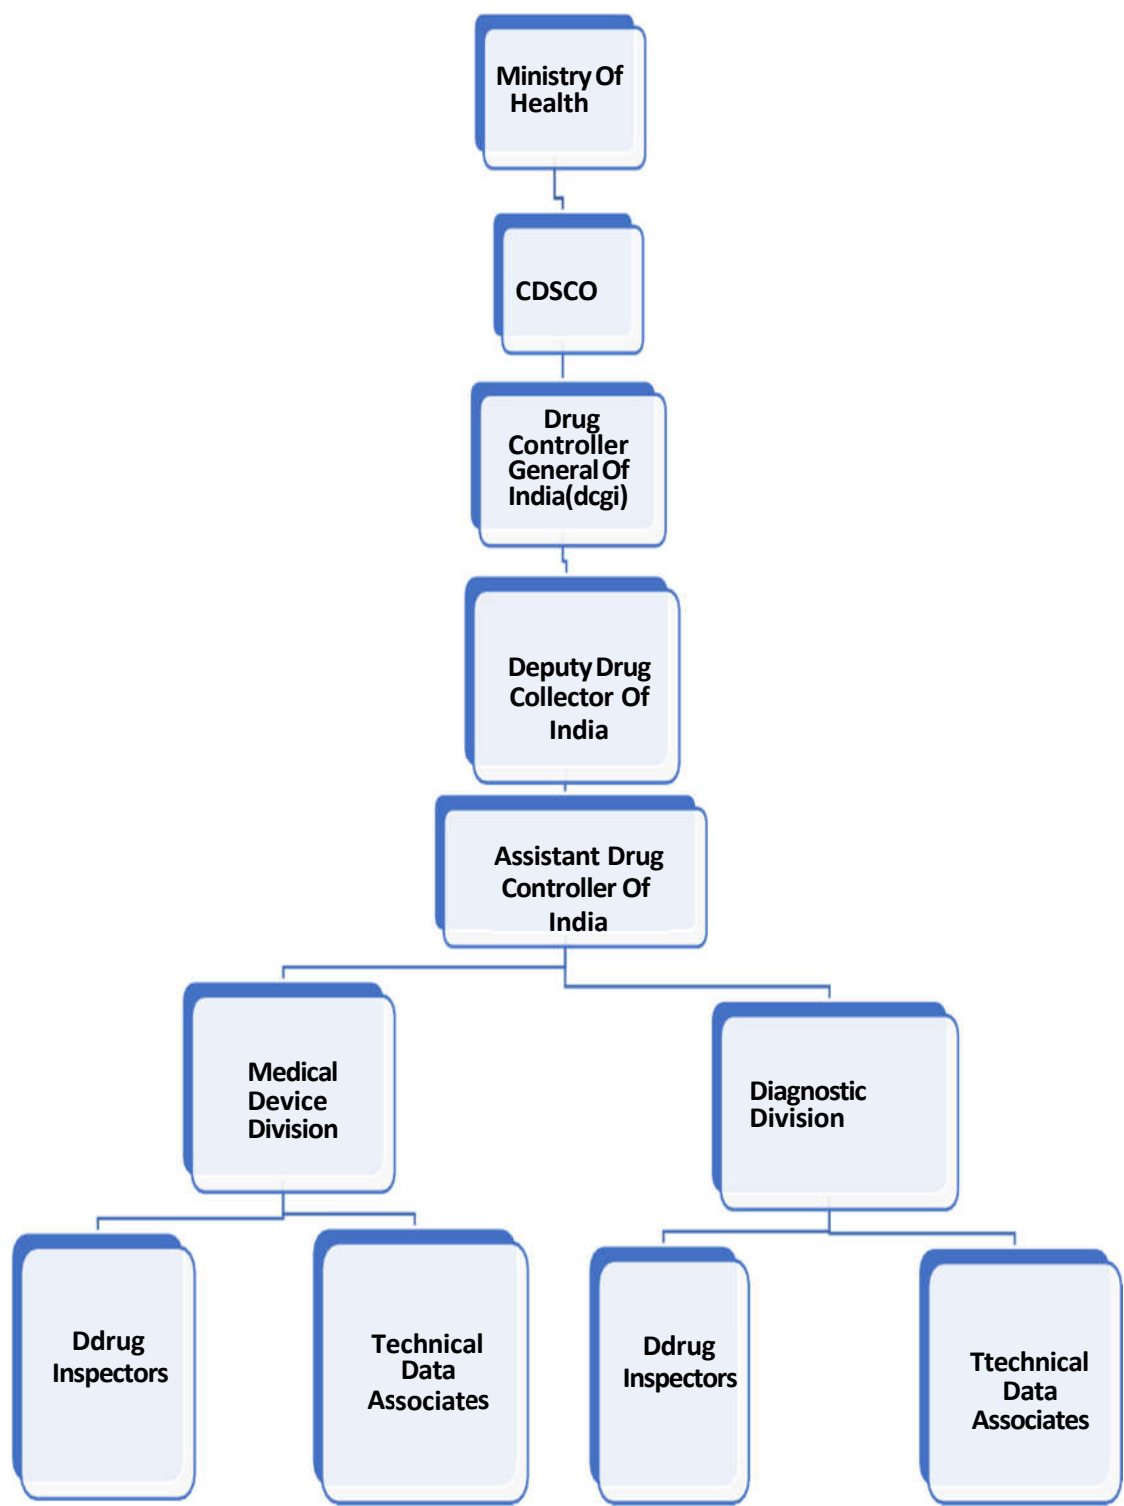 Ministry Of
Health
CDSCO
Drug
Controller
General Of
India(dcgi)
Deputy Drug
Collector Of
India
Assistant Drug
Controller Of
India
Medical
Device
Division
Diagnostic
Division
Ddrug
Inspectors
Technical
Data
Associates
Ddrug
Inspectors
Ttechnical
Data
Associates